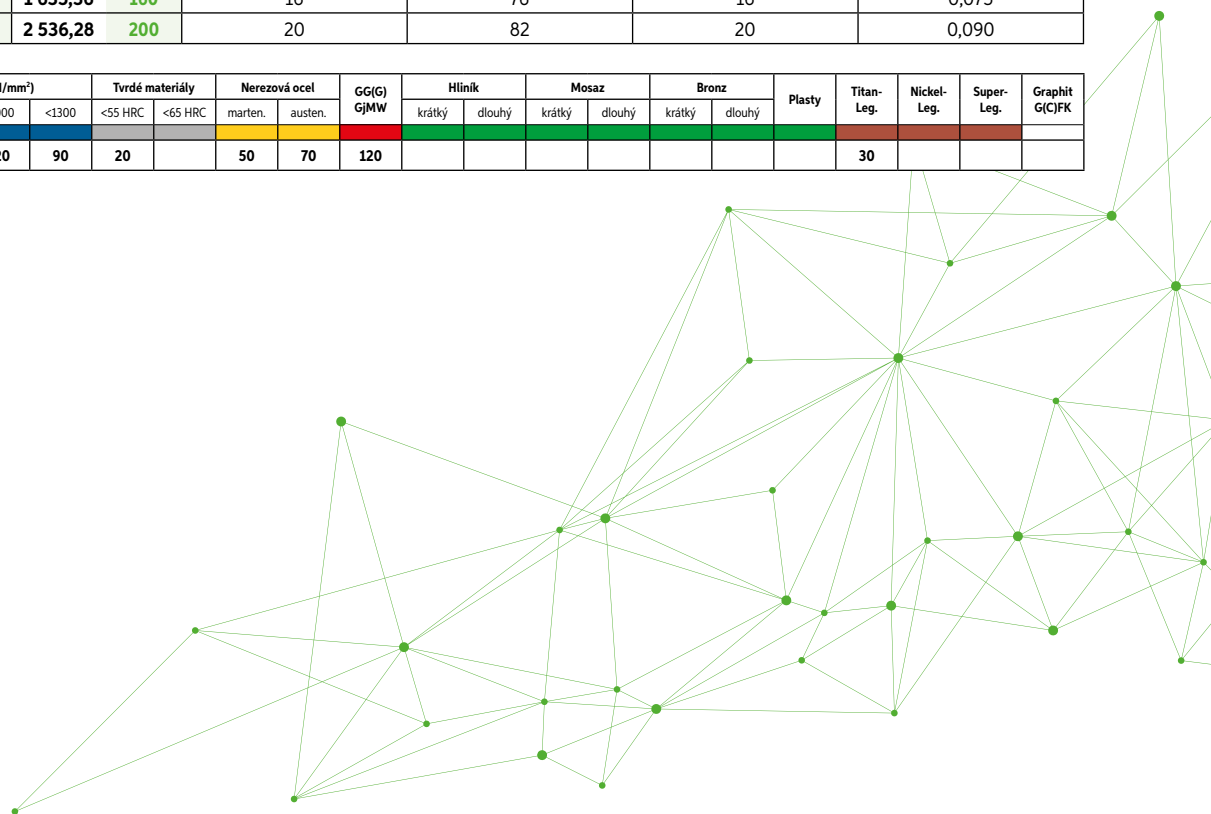 100
2 536,28 200 20 82 20 0,090
Tvrdé materiály Nerezová ocel GG(G) GjMW Hliník Mosaz Bronz Plasty Titan-Leg. Nickel-Leg. Super-Leg. Graphit G(C)FK
<1300 <55 HRC <65 HRC marten. austen. krátký dlouhý krátký dlouhý krátký dlouhý
90 20 50 70 120 30